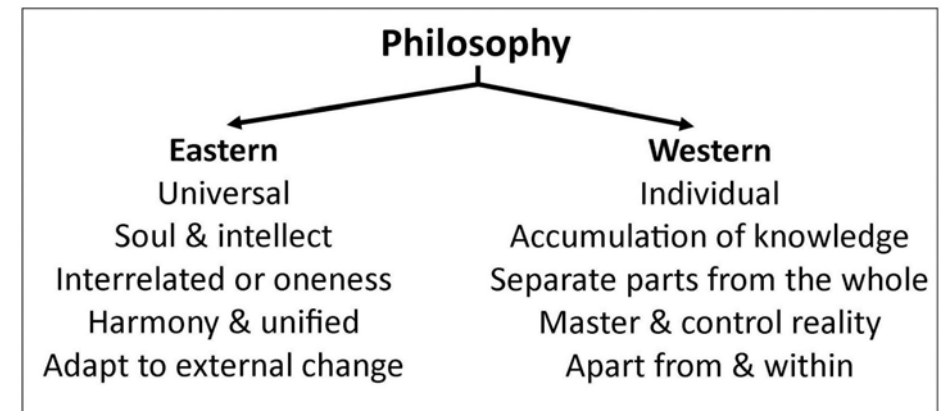 Philosophy
Eastern
Universal
Soul & intellect
Interrelated or oneness
Harmony & unified
Adapt to external change
Western
Individual
Accumulation of knowledge
Separate parts from the whole
Master & control reality
Apart from & within